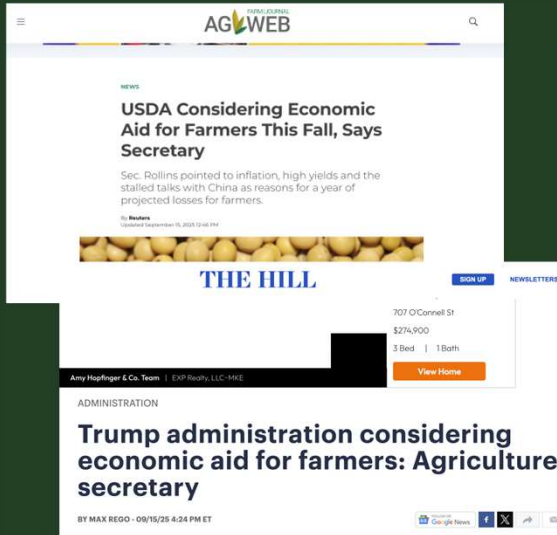 FARM JOURNAL
AGWEB
NEWS
USDA Considering Economic
Aid for Farmers This Fall, Says
Secretary
Sec. Rollins pointed to inflation, high yields and the
stalled talks with China as reasons for a year of
projected losses for farmers.
By Reuters
Updated September 15, 2025 12:46 PM
THE HILL
SIGN UP
NEWSLETTERS
707 O'Connell St
$274,900
3 Bed | 1 Bath
View Home
Amy Hopfinger & Co. Team | EXP Realty, LLC-MKE
ADMINISTRATION
Trump administration considering
economic aid for farmers: Agriculture
secretary
BY MAX REGO - 09/15/25 4:24 PM ET
FOLLOW ON
Google News